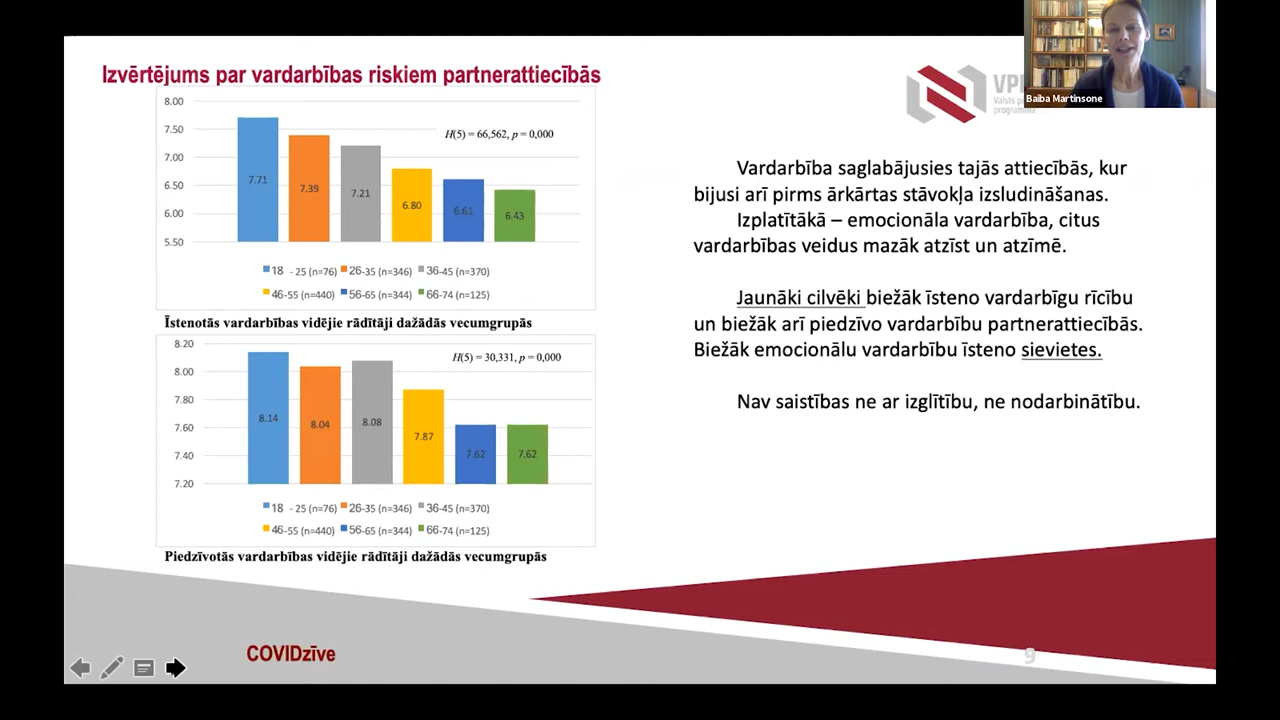 Izvērtējums par vardarbības riskiem partnerattiecībās
8.00
7.50
7.00
6.50
6.00
5.50
H(5) = 66,562, p = 0,000
7.71
7.39
7.21
6.80
6.61
6.43
18 - 25 (n=76) 26-35 (n=346) 36-45 (n=370)
46-55 (n=440) 56-65 (n=344) 66-74 (n=125)
Īstenotās vardarbības vidējie rādītāji dažādās vecumgrupās
8.20
8.00
7.80
7.60
7.40
7.20
H(5) = 30,331, p = 0,000
8.14
8.04
8.08
7.87
7.62
7.62
18 - 25 (n=76) 26-35 (n=346) 36-45 (n=370)
46-55 (n=440) 56-65 (n=344) 66-74 (n=125)
Piedzīvotās vardarbības vidējie rādītāji dažādās vecumgrupās
Baiba Martinsone
Vardarbība saglabājusies tajās attiecībās, kur
bijusi arī pirms ārkārtas stāvokļa izsludināšanas.
Izplatītākā – emocionāla vardarbība, citus
vardarbības veidus mazāk atzīst un atzīmē.
Jaunāki cilvēki biežāk īsteno vardarbīgu rīcību
un biežāk arī piedzīvo vardarbību partnerattiecībās.
Biežāk emocionālu vardarbību īsteno sievietes.
Nav saistības ne ar izglītību, ne nodarbinātību.
COVIDzīve
9